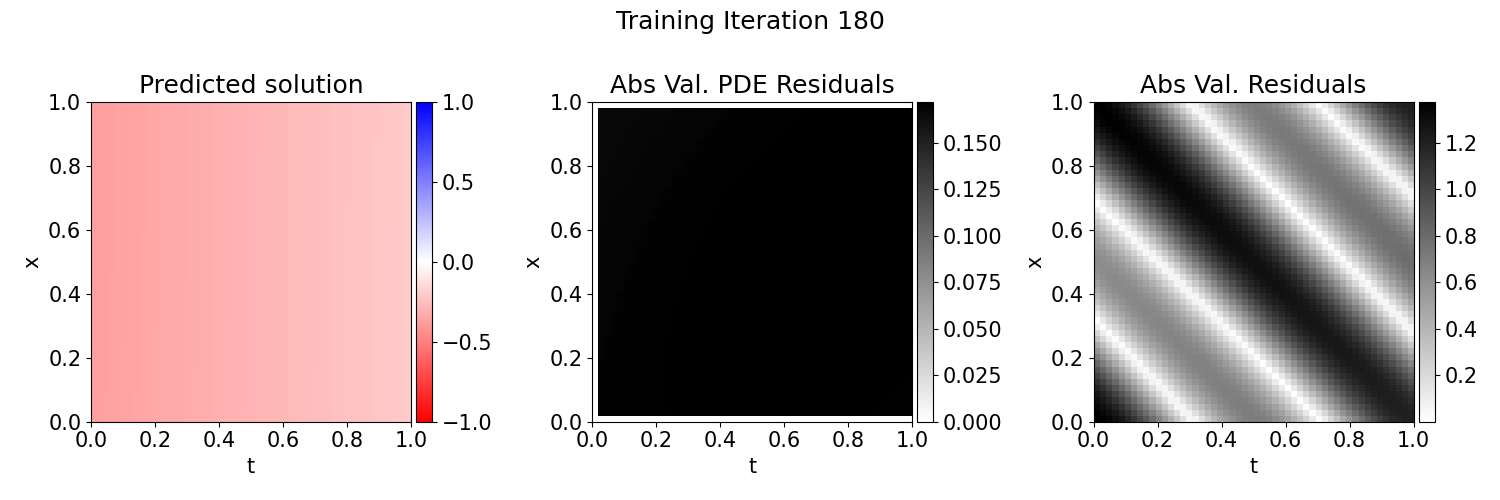 Training Iteration 180
Predicted solution
1.0
0.8
0.6
0.4
0.2
0.0
x
0.0 0.2 0.4 0.6 0.8 1.0
t
1.0
0.5
0.0
−0.5
−1.0
Abs Val. PDE Residuals
1.0
0.8
0.6
0.4
0.2
0.0
x
0.0 0.2 0.4 0.6 0.8 1.0
t
0.150
0.125
0.100
0.075
0.050
0.025
0.000
Abs Val. Residuals
1.0
0.8
0.6
0.4
0.2
0.0
x
0.0 0.2 0.4 0.6 0.8 1.0
t
1.2
1.0
0.8
0.6
0.4
0.2